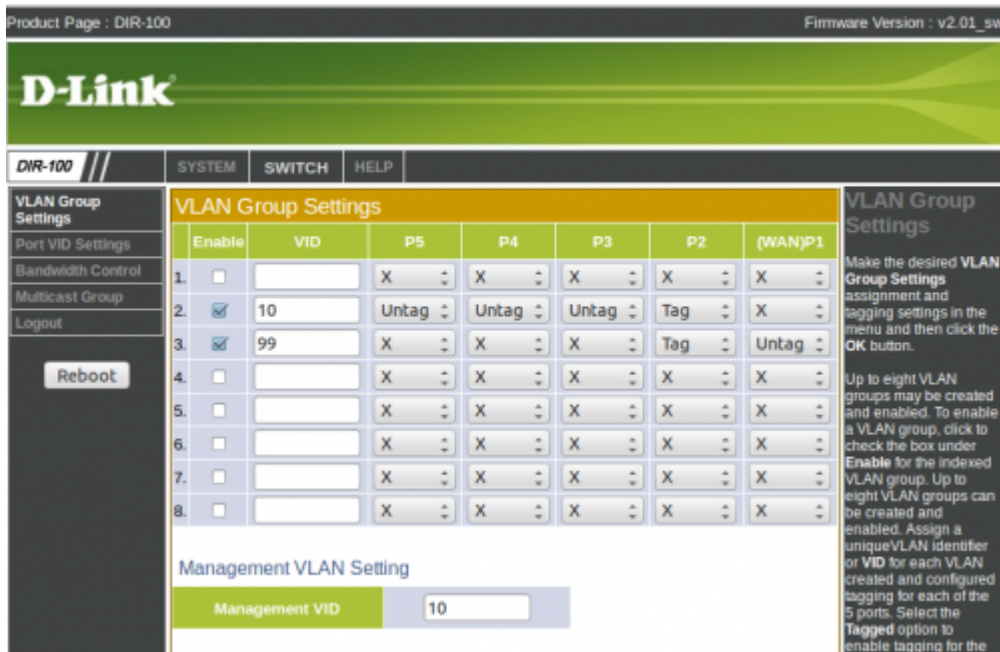 Product Page : DIR-100 Firmware Version : v2.01_sw
D-Link
DIR-100 SYSTEM SWITCH HELP
VLAN Group
Settings
Port VID Settings
Bandwidth Control
Multicast Group
Logout
Reboot
VLAN Group Settings
Enable VID P5 P4 P3 P2 (WAN)P1
1. X X X X X
2. 10 Untag Untag Untag Tag X
3. 99 X X X Tag Untag
4. X X X X X
5. X X X X X
6. X X X X X
7. X X X X X
8. X X X X X
Management VLAN Setting
Management VID 10
VLAN Group
Settings
Make the desired VLAN
Group Settings
assignment and
tagging settings in the
menu and then click the
OK button.
Up to eight VLAN
groups may be created
and enabled. To enable
a VLAN group, click to
check the box under
Enable for the indexed
VLAN group. Up to
eight VLAN groups can
be created and
enabled. Assign a
uniqueVLAN identifier
or VID for each VLAN
created and configured
tagging for each of the
5 ports. Select the
Tagged option to
enable tagging for the